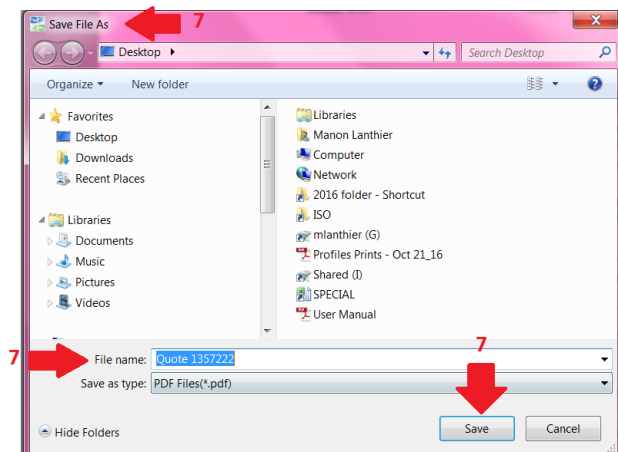 Save File As 7
Desktop
Search Desktop
Organize New folder
Favorites
Desktop
Downloads
Recent Places
Libraries
Documents
Music
Pictures
Videos
Libraries
Manon Lanthier
Computer
Network
2016 folder - Shortcut
ISO
mlanthier (G)
Profiles Prints - Oct 21_16
Shared (I)
SPECIAL
User Manual
7 File name: Quote 1357222
Save as type: PDF Files(*.pdf)
7
Hide Folders Save Cancel